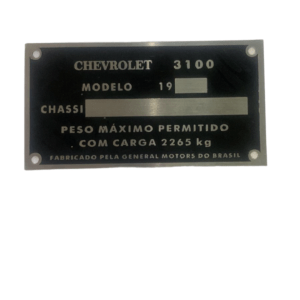 CHEVROLET 3100
MODELO 19
CHASSI
PESO MÁXIMO PERMITIDO
COM CARGA 2265 kg
FABRICADO PELA GENERAL MOTORS DO BRASIL